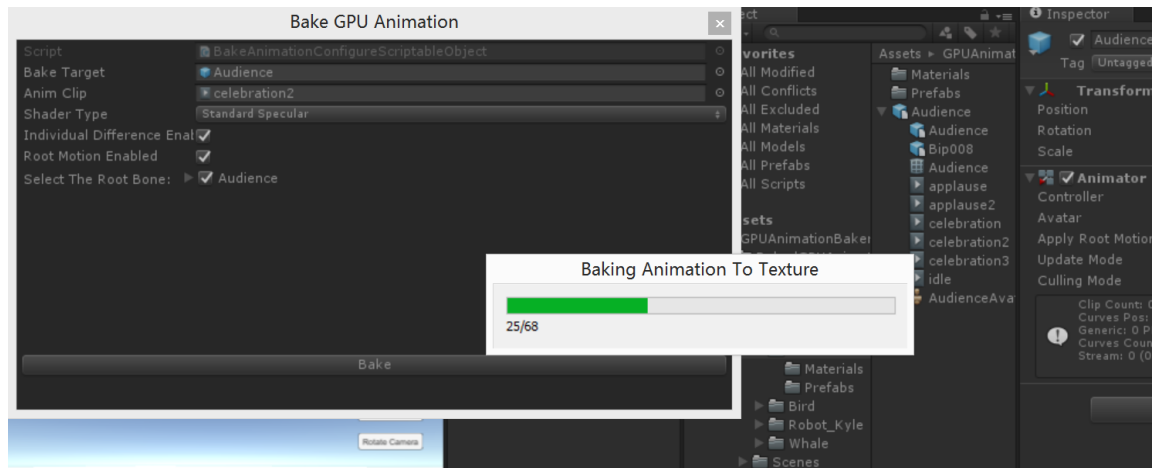 Bake GPU Animation
Script
BakeAnimationConfigureScriptableObject
Bake Target
Audience
Anim Clip
celebration2
Shader Type
Standard Specular
Individual Difference Enal
Root Motion Enabled
Select The Root Bone:
Audience
Bake
Baking Animation To Texture
25/68
Rotate Camera
ect
vorites
All Modified
All Conflicts
All Excluded
All Materials
All Models
All Prefabs
All Scripts
sets
GPUAnimationBaker
Materials
Prefabs
Bird
Robot_Kyle
Whale
Scenes
Assets ▸ GPUAnimat
Materials
Prefabs
Audience
Audience
Bip008
Audience
applause
applause2
celebration
celebration2
celebration3
idle
AudienceAva
Inspector
Audience
Tag Untagged
Transform
Position
Rotation
Scale
Animator
Controller
Avatar
Apply Root Motion
Update Mode
Culling Mode
Clip Count:
Curves Pos:
Generic: 0 P
Curves Coun
Stream: 0 (0